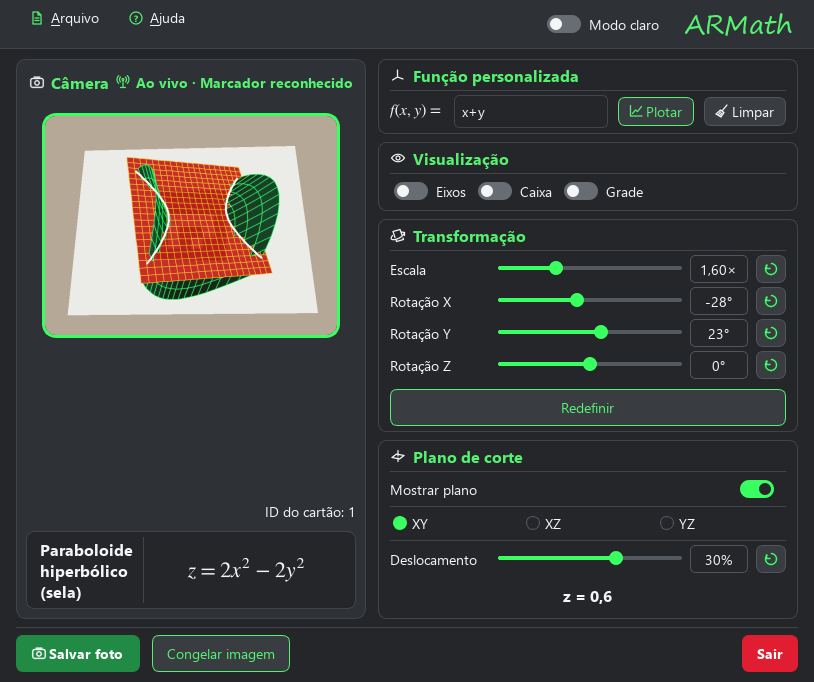 Arquivo
Ajuda
Modo claro
ARMath
Câmera
Ao vivo · Marcador reconhecido
ID do cartão: 1
Paraboloide
hiperbólico
(sela)
z = 2x² − 2y²
Função personalizada
f(x, y) =
x+y
Plotar
Limpar
Visualização
Eixos
Caixa
Grade
Transformação
Escala
1,60×
Rotação X
-28°
Rotação Y
23°
Rotação Z
0°
Redefinir
Plano de corte
Mostrar plano
XY
XZ
YZ
Deslocamento
30%
z = 0,6
Salvar foto
Congelar imagem
Sair